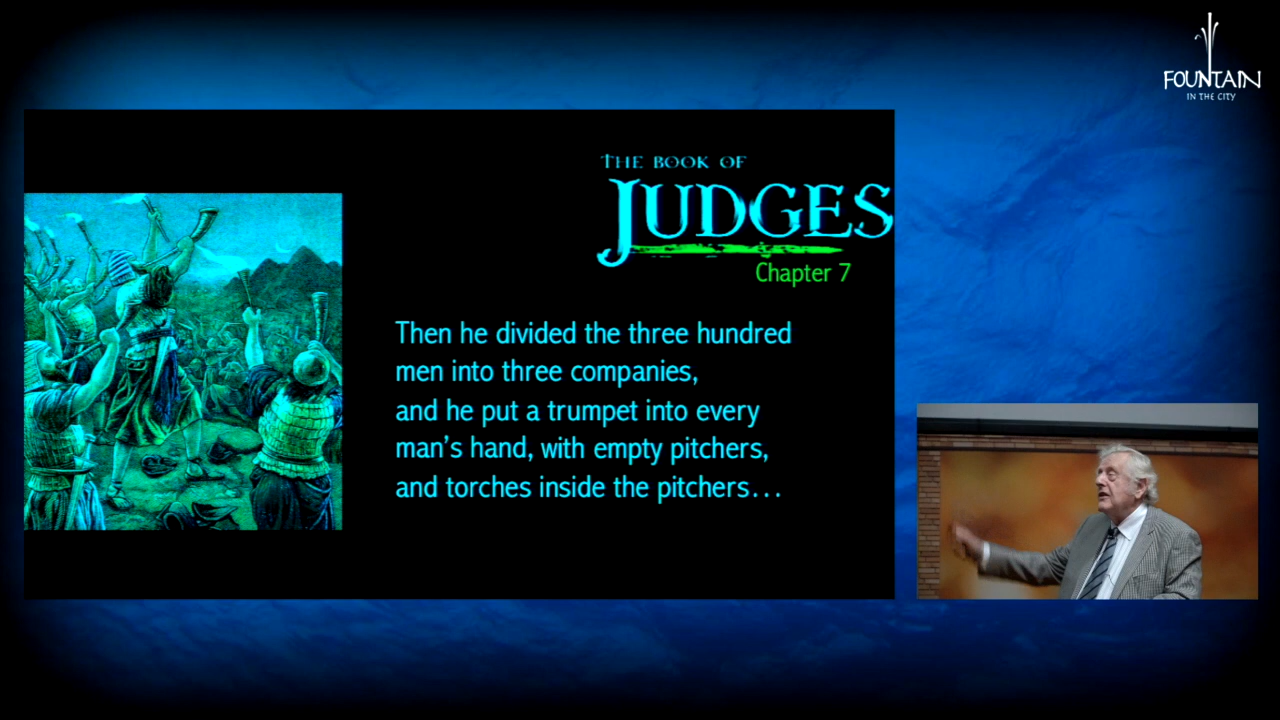 FOUNTAIN
IN THE CITY
THE BOOK OF
JUDGES
Chapter 7
Then he divided the three hundred
men into three companies,
and he put a trumpet into every
man's hand, with empty pitchers,
and torches inside the pitchers...